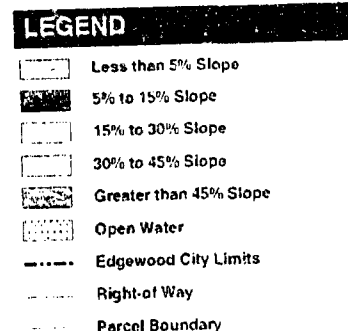 LEGEND
Less than 5% Slope
5% to 15% Slope
15% to 30% Slope
30% to 45% Slope
Greater than 45% Slope
Open Water
Edgewood City Limits
Right-of Way
Parcel Boundary